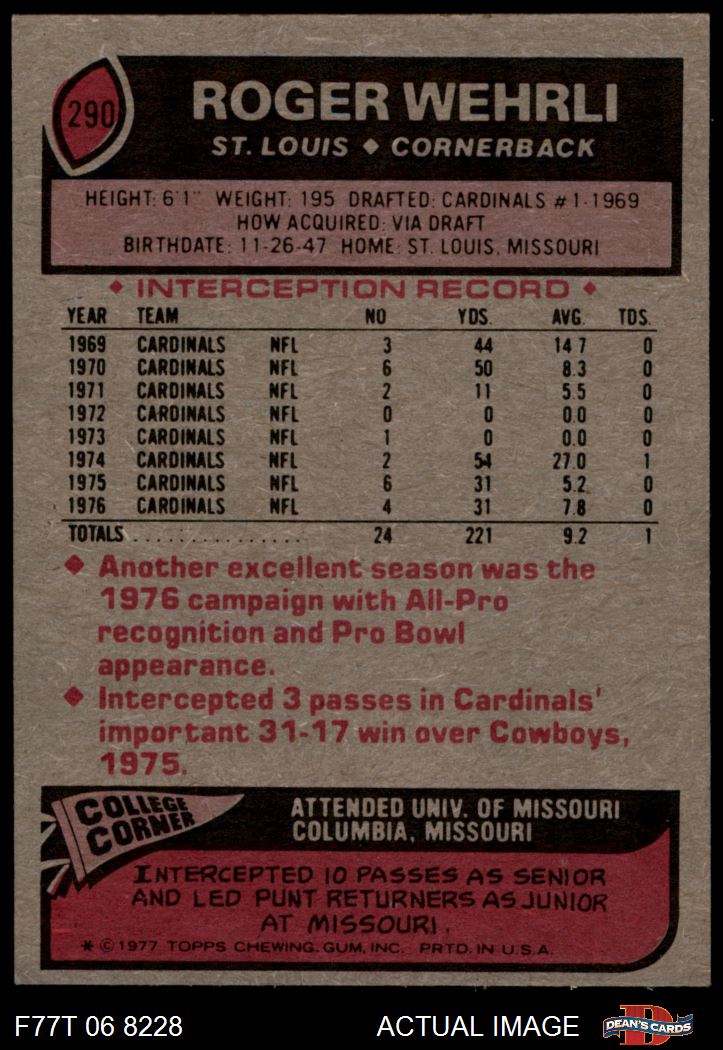 290
ROGER WEHRLI
ST. LOUIS ♦ CORNERBACK
HEIGHT: 6'1" WEIGHT: 195 DRAFTED: CARDINALS #1-1969
HOW ACQUIRED: VIA DRAFT
BIRTHDATE: 11-26-47 HOME: ST. LOUIS, MISSOURI
♦ INTERCEPTION RECORD ♦
YEAR TEAM NO YDS. AVG. TDS.
1969 CARDINALS NFL 3 44 14 7 0
1970 CARDINALS NFL 6 50 8.3 0
1971 CARDINALS NFL 2 11 5.5 0
1972 CARDINALS NFL 0 0 0.0 0
1973 CARDINALS NFL 1 0 0.0 0
1974 CARDINALS NFL 2 54 27.0 1
1975 CARDINALS NFL 6 31 5.2 0
1976 CARDINALS NFL 4 31 7.8 0
TOTALS . . . . . . . . . . . . . . . 24 221 9.2 1
♦ Another excellent season was the
1976 campaign with All-Pro
recognition and Pro Bowl
appearance.
♦ Intercepted 3 passes in Cardinals'
important 31-17 win over Cowboys,
1975.
COLLEGE
CORNER
ATTENDED UNIV. OF MISSOURI
COLUMBIA, MISSOURI
INTERCEPTED 10 PASSES AS SENIOR
AND LED PUNT RETURNERS AS JUNIOR
AT MISSOURI.
* © 1977 TOPPS CHEWING GUM, INC. PRTD. IN U.S.A.
F77T 06 8228 ACTUAL IMAGE
D
DEAN'S CARDS